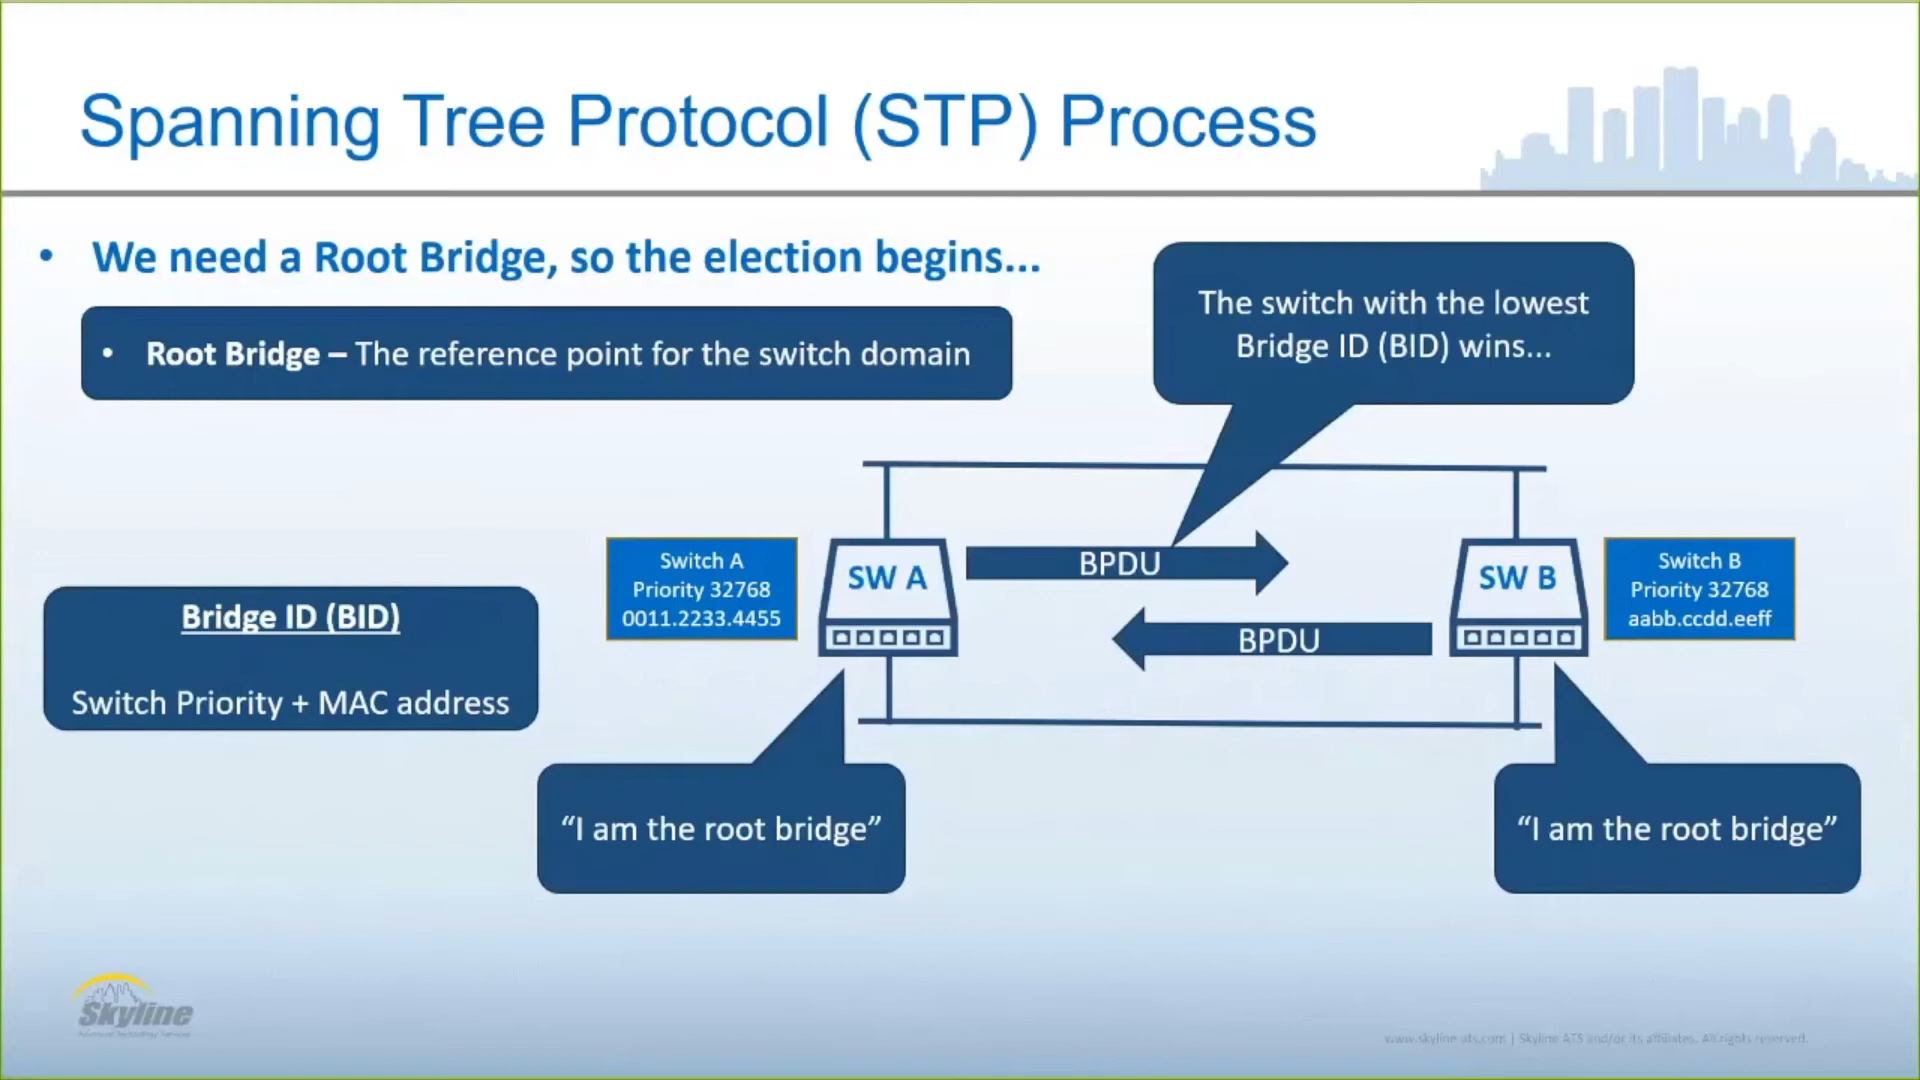 Spanning Tree Protocol (STP) Process
• We need a Root Bridge, so the election begins...
• Root Bridge – The reference point for the switch domain
The switch with the lowest
Bridge ID (BID) wins...
Switch A
Priority 32768
0011.2233.4455
SW A
BPDU
BPDU
SW B
Switch B
Priority 32768
aabb.ccdd.eeff
Bridge ID (BID)
Switch Priority + MAC address
“I am the root bridge”
“I am the root bridge”
Skyline
Advanced Technology Services
www.skyline-ats.com | Skyline ATS and/or its affiliates. All rights reserved.